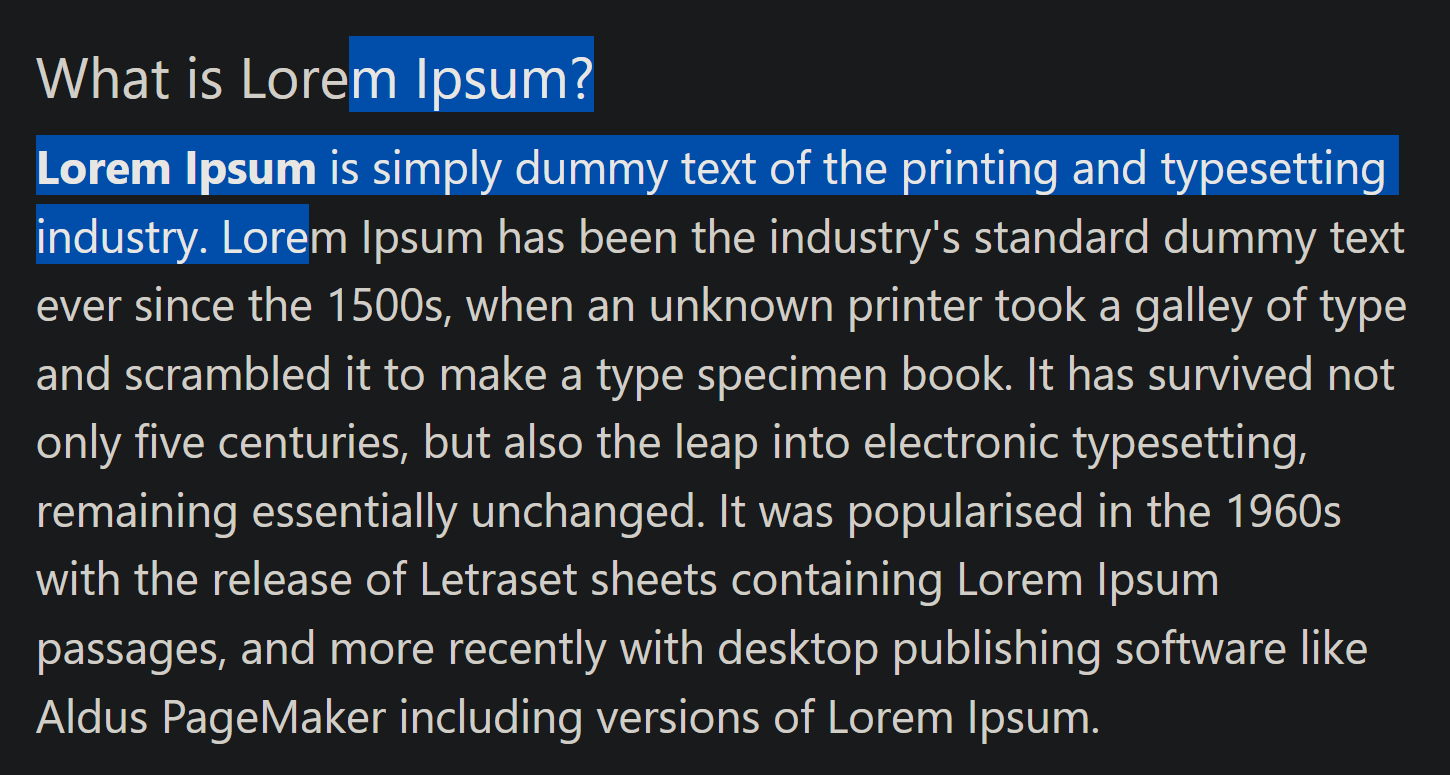 What is Lorem Ipsum?
Lorem Ipsum is simply dummy text of the printing and typesetting
industry. Lorem Ipsum has been the industry's standard dummy text
ever since the 1500s, when an unknown printer took a galley of type
and scrambled it to make a type specimen book. It has survived not
only five centuries, but also the leap into electronic typesetting,
remaining essentially unchanged. It was popularised in the 1960s
with the release of Letraset sheets containing Lorem Ipsum
passages, and more recently with desktop publishing software like
Aldus PageMaker including versions of Lorem Ipsum.